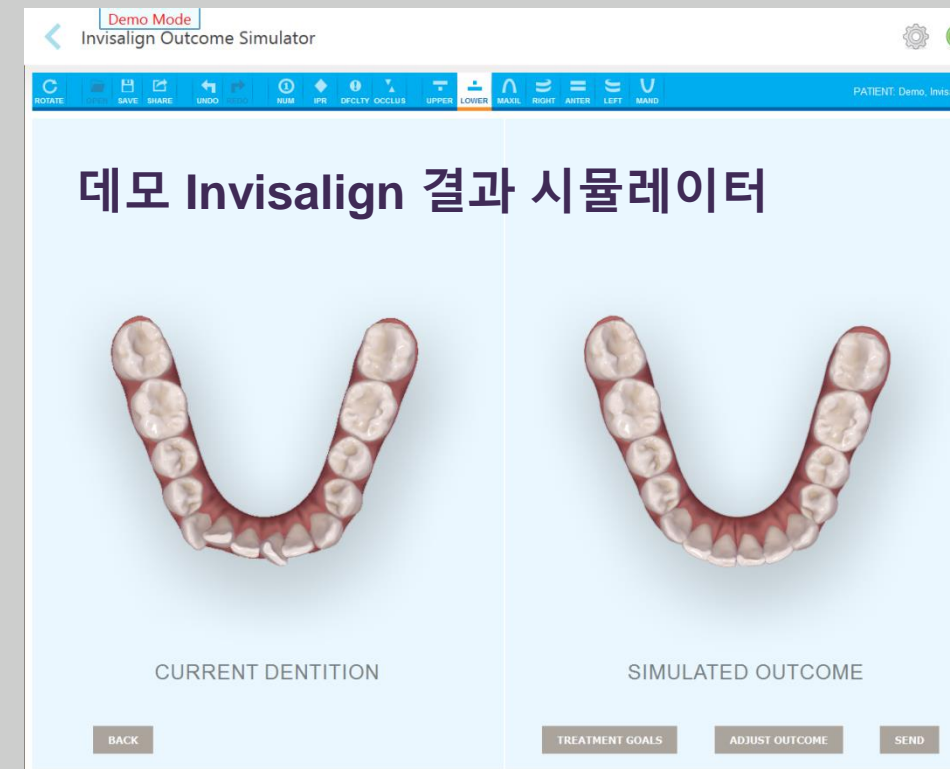 Demo Mode
Invisalign Outcome Simulator
ROTATE OPEN SAVE SHARE UNDO REDO NUM IPR DFCLTY OCCLUS UPPER LOWER MAXIL RIGHT ANTER LEFT MAND
PATIENT: Demo, Invis
데모 Invisalign 결과 시뮬레이터
CURRENT DENTITION SIMULATED OUTCOME
BACK TREATMENT GOALS ADJUST OUTCOME SEND